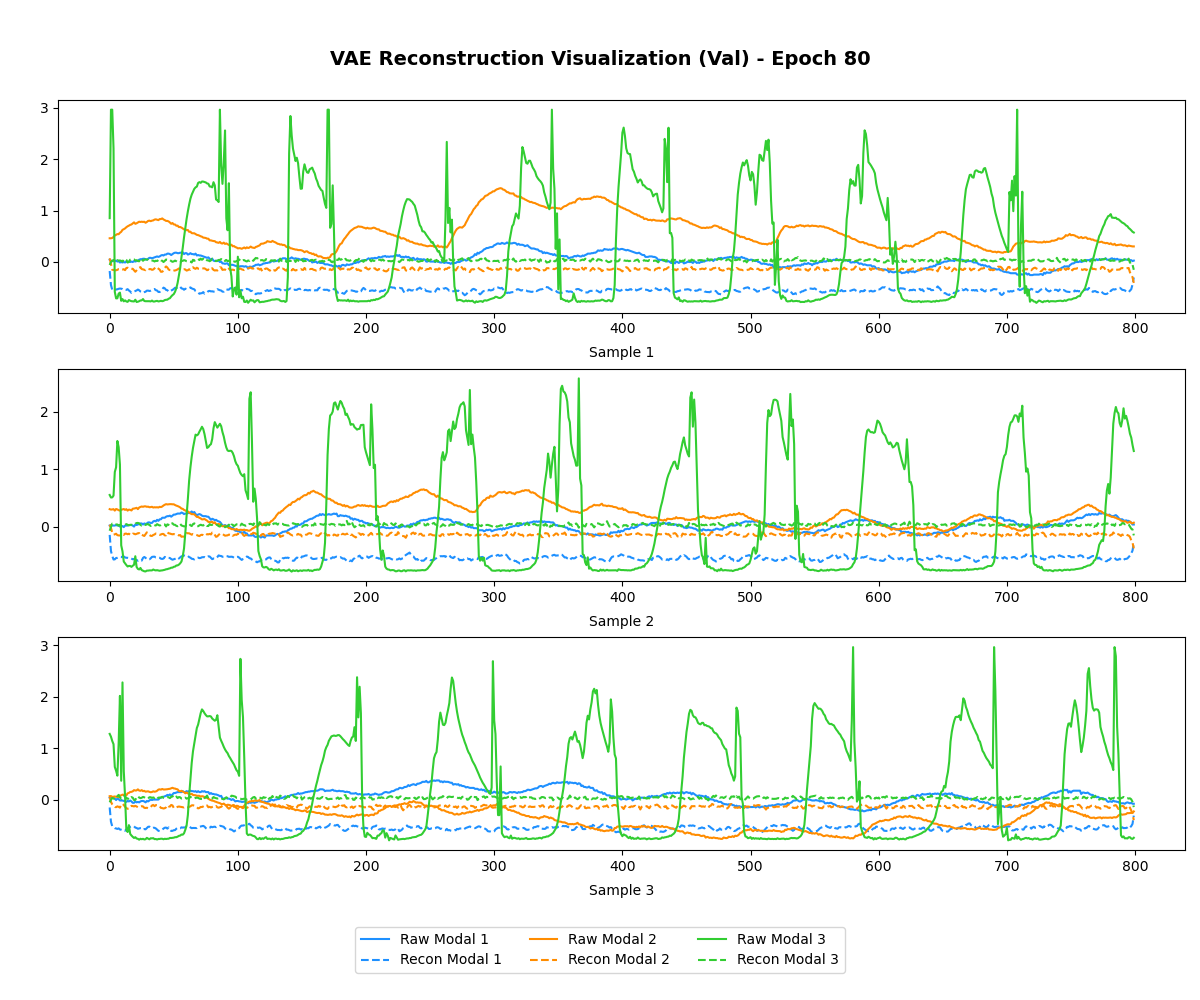 VAE Reconstruction Visualization (Val) - Epoch 80
3
2
1
0
0 100 200 300 400 500 600 700 800
Sample 1
2
1
0
0 100 200 300 400 500 600 700 800
Sample 2
3
2
1
0
0 100 200 300 400 500 600 700 800
Sample 3
Raw Modal 1 Raw Modal 2 Raw Modal 3
Recon Modal 1 Recon Modal 2 Recon Modal 3